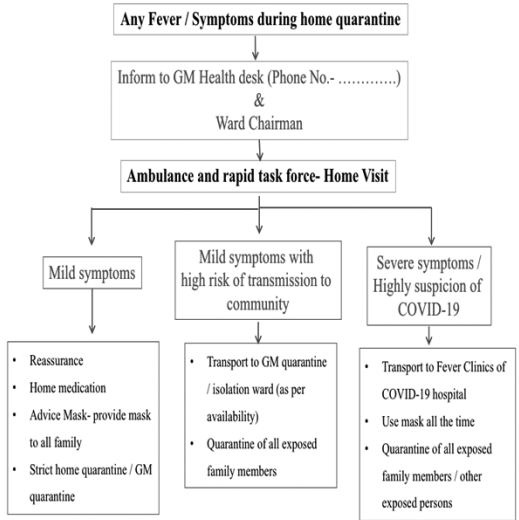 Any Fever / Symptoms during home quarantine
Inform to GM Health desk (Phone No.- ………….)
&
Ward Chairman
Ambulance and rapid task force- Home Visit
Mild symptoms
Mild symptoms with
high risk of transmission to
community
Severe symptoms /
Highly suspicion of
COVID-19
• Reassurance
• Home medication
• Advice Mask- provide mask
to all family
• Strict home quarantine / GM
quarantine
• Transport to GM quarantine
/ isolation ward (as per
availability)
• Quarantine of all exposed
family members
• Transport to Fever Clinics of
COVID-19 hospital
• Use mask all the time
• Quarantine of all exposed
family members / other
exposed persons